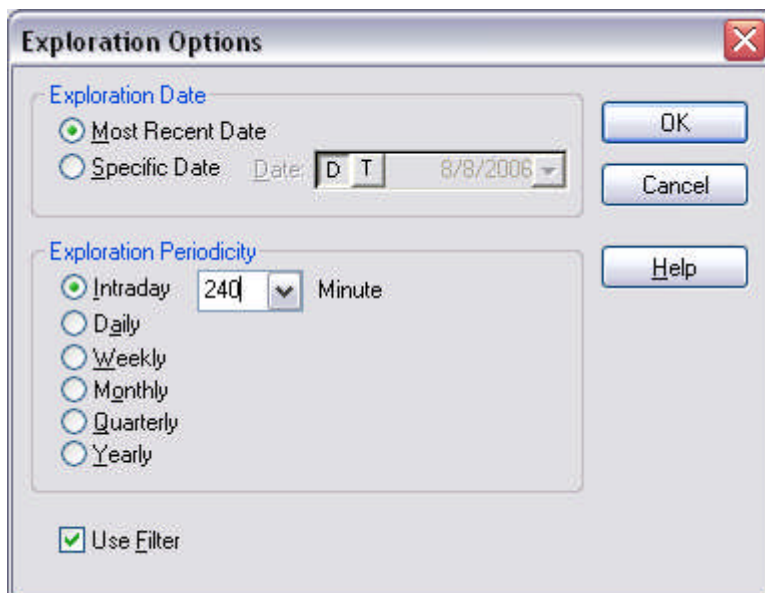 Exploration Options
Exploration Date
Most Recent Date
Specific Date Date: D T 8/8/2006
OK
Cancel
Help
Exploration Periodicity
Intraday 240 Minute
Daily
Weekly
Monthly
Quarterly
Yearly
Use Filter